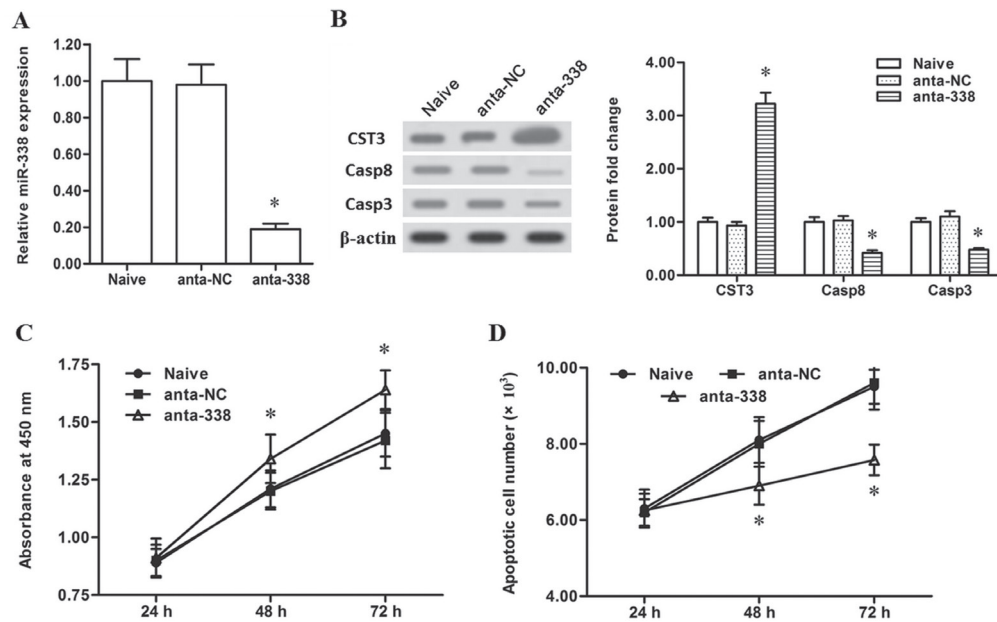 A
Relative miR-338 expression
1.20
1.00
0.80
0.60
0.40
0.20
0.00
*
Naive anta-NC anta-338
B
Naive anta-NC anta-338
CST3
Casp8
Casp3
β-actin
Protein fold change
4.00
3.00
2.00
1.00
0.00
Naive
anta-NC
anta-338
*
*
*
CST3 Casp8 Casp3
C
Absorbance at 450 nm
1.75
1.50
1.25
1.00
0.75
Naive
anta-NC
anta-338
*
*
24 h 48 h 72 h
D
Apoptotic cell number (× 10³)
10.00
8.00
6.00
4.00
Naive anta-NC
anta-338
*
*
24 h 48 h 72 h